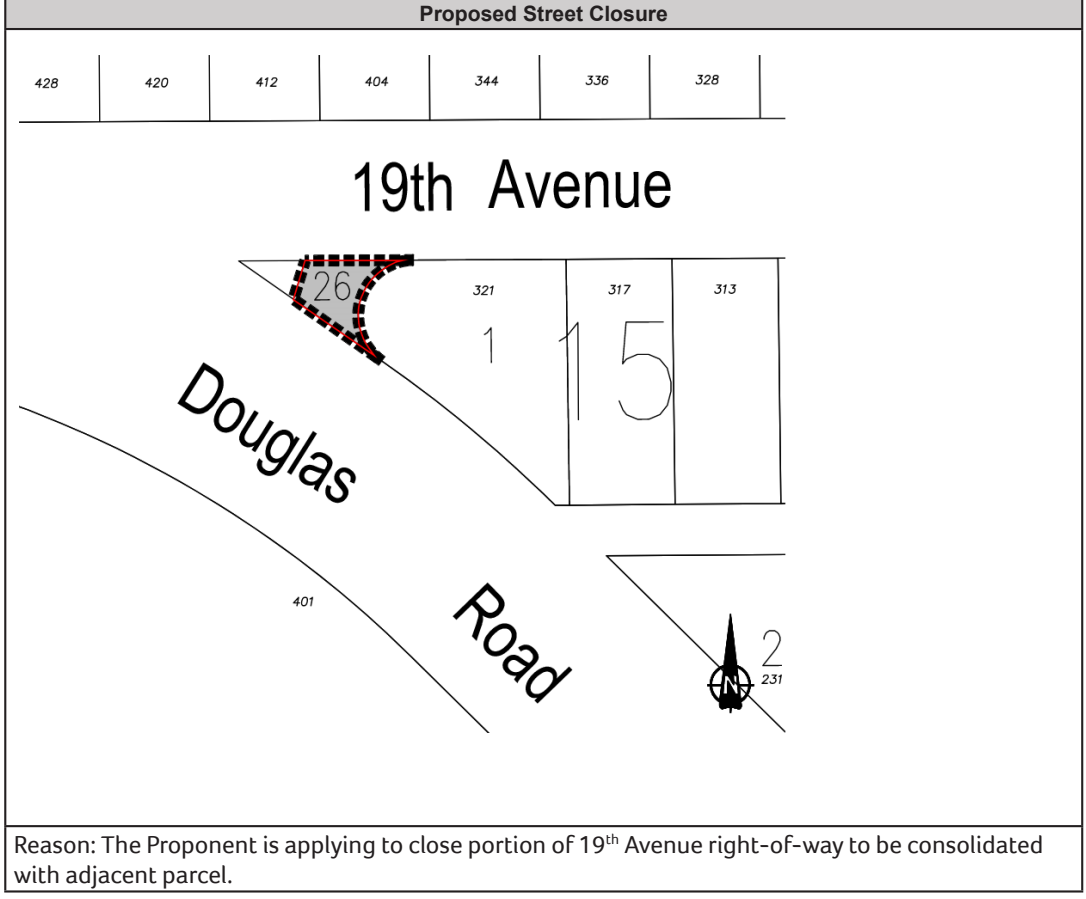 Proposed Street Closure
428 420 412 404 344 336 328
19th Avenue
26
321 317 313
1 15
Douglas
Road
401
2
N 231
Reason: The Proponent is applying to close portion of 19th Avenue right-of-way to be consolidated
with adjacent parcel.